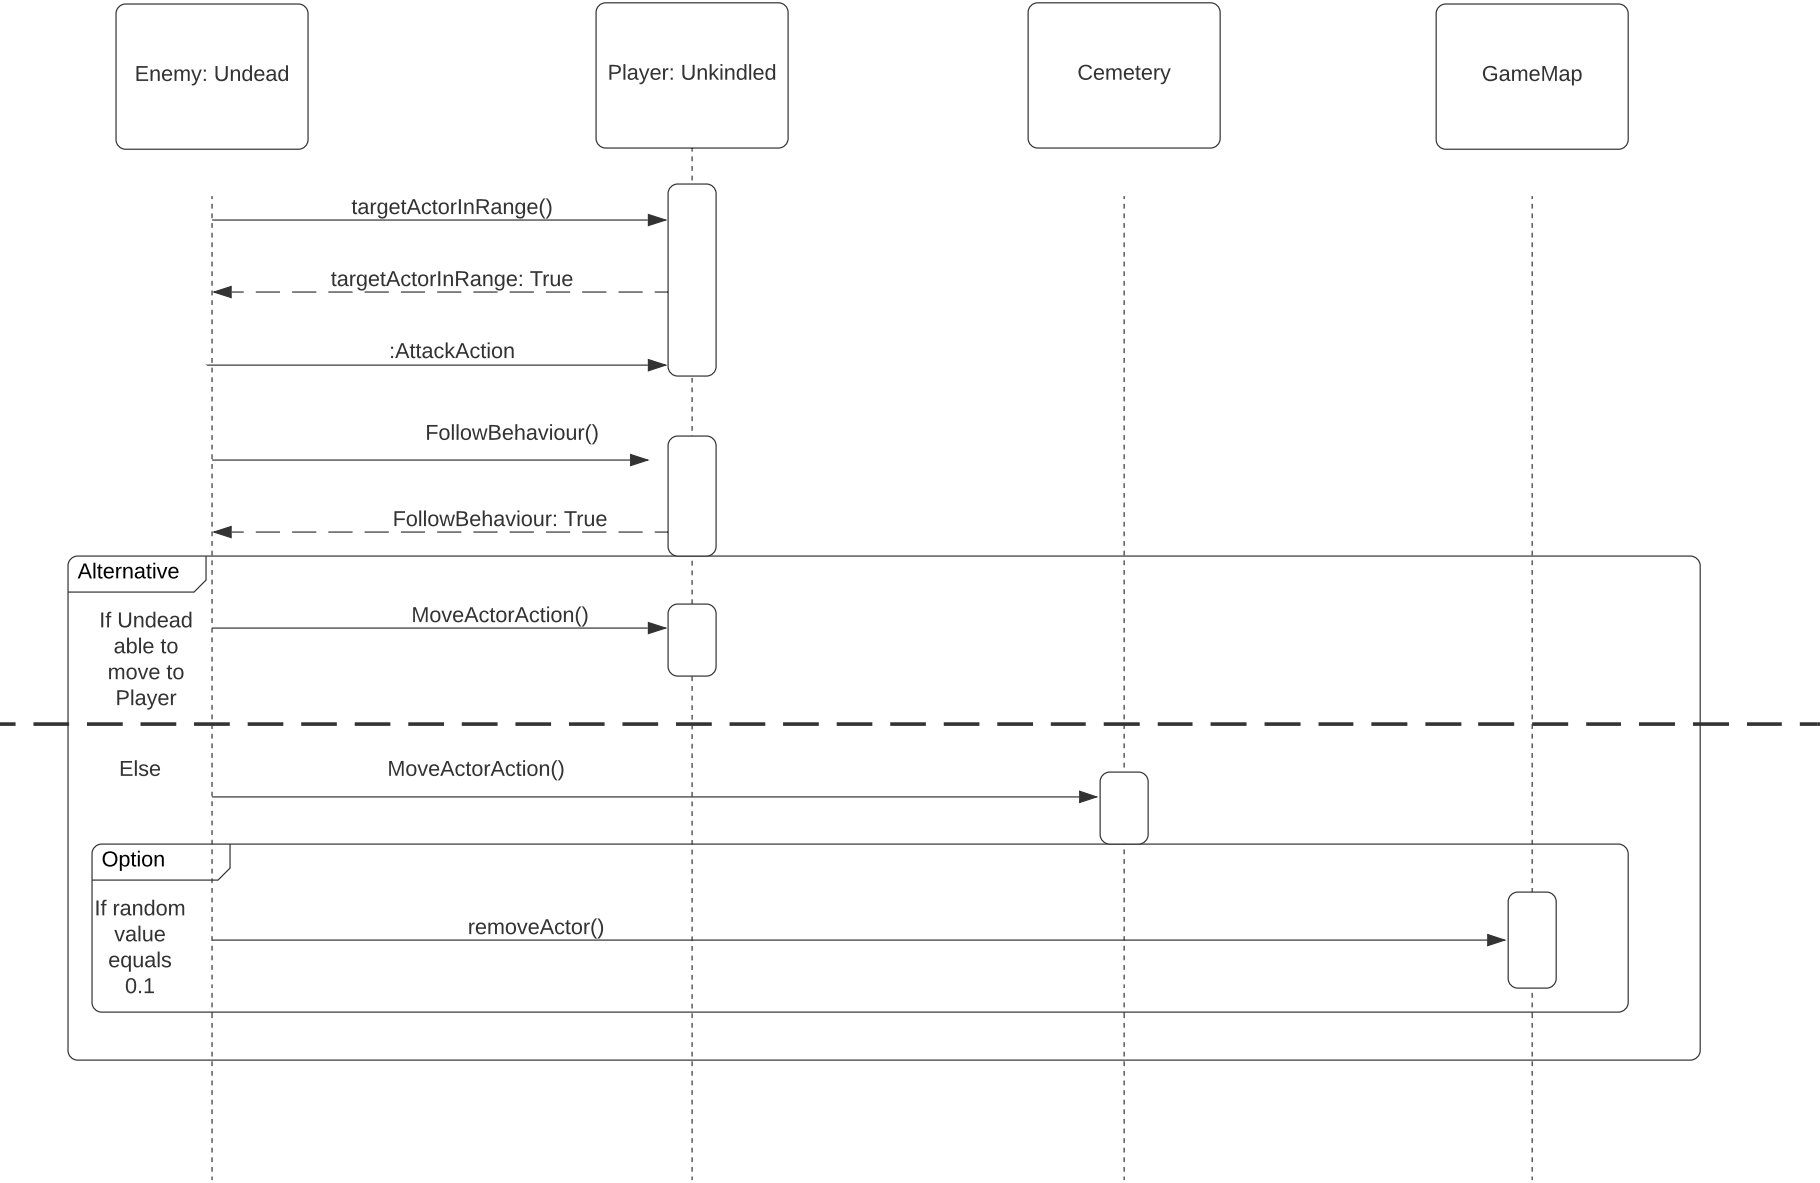 Enemy: Undead
Player: Unkindled
Cemetery
GameMap
targetActorInRange()
targetActorInRange: True
:AttackAction
FollowBehaviour()
FollowBehaviour: True
Alternative
If Undead
able to
move to
Player
MoveActorAction()
Else
MoveActorAction()
Option
If random
value
equals
0.1
removeActor()